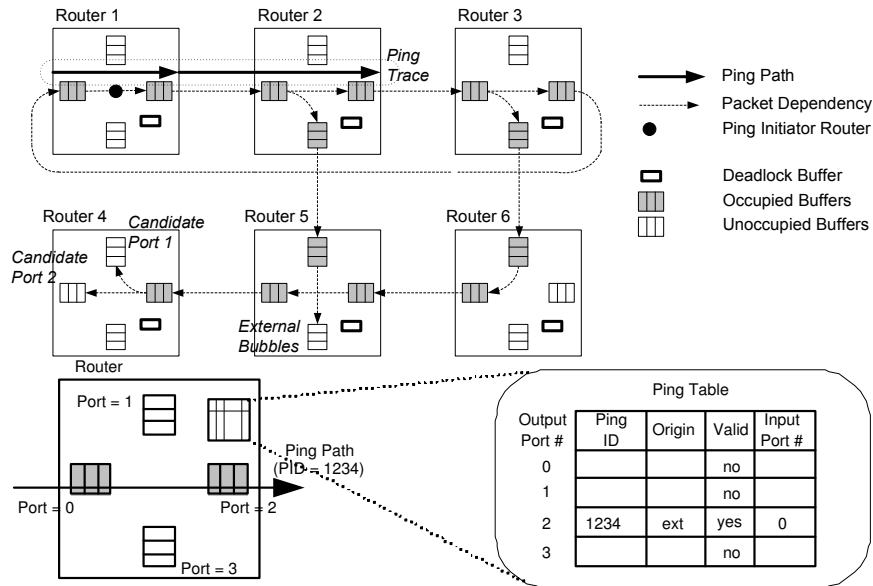 Router 1
Router 2
Router 3
Ping
Trace
Ping Path
Packet Dependency
Ping Initiator Router
Deadlock Buffer
Occupied Buffers
Unoccupied Buffers
Router 4
Router 5
Router 6
Candidate
Port 1
Candidate
Port 2
External
Bubbles
Router
Port = 1
Ping Path
(PID = 1234)
Port = 0
Port = 2
Port = 3
Ping Table
Output Port # Ping ID Origin Valid Input Port #
0 no
1 no
2 1234 ext yes 0
3 no